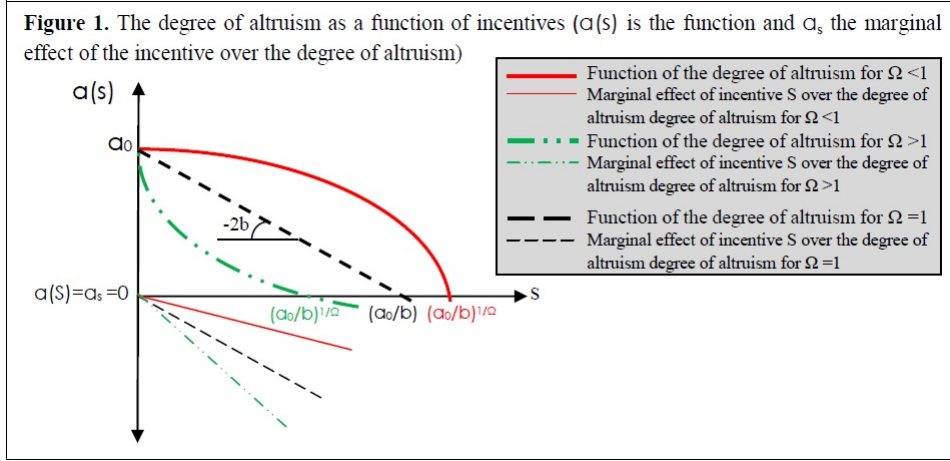 Figure 1. The degree of altruism as a function of incentives (a(s) is the function and aₛ the marginal
effect of the incentive over the degree of altruism)
a(s)
a₀
-2b
a(S)=aₛ=0
S
(a₀/b)¹ᐟᘯ
(a₀/b)
(a₀/b)¹ᐟᘯ
Function of the degree of altruism for Ω <1
Marginal effect of incentive S over the degree of
altruism degree of altruism for Ω <1
Function of the degree of altruism for Ω >1
Marginal effect of incentive S over the degree of
altruism degree of altruism for Ω >1
Function of the degree of altruism for Ω =1
Marginal effect of incentive S over the degree of
altruism degree of altruism for Ω =1